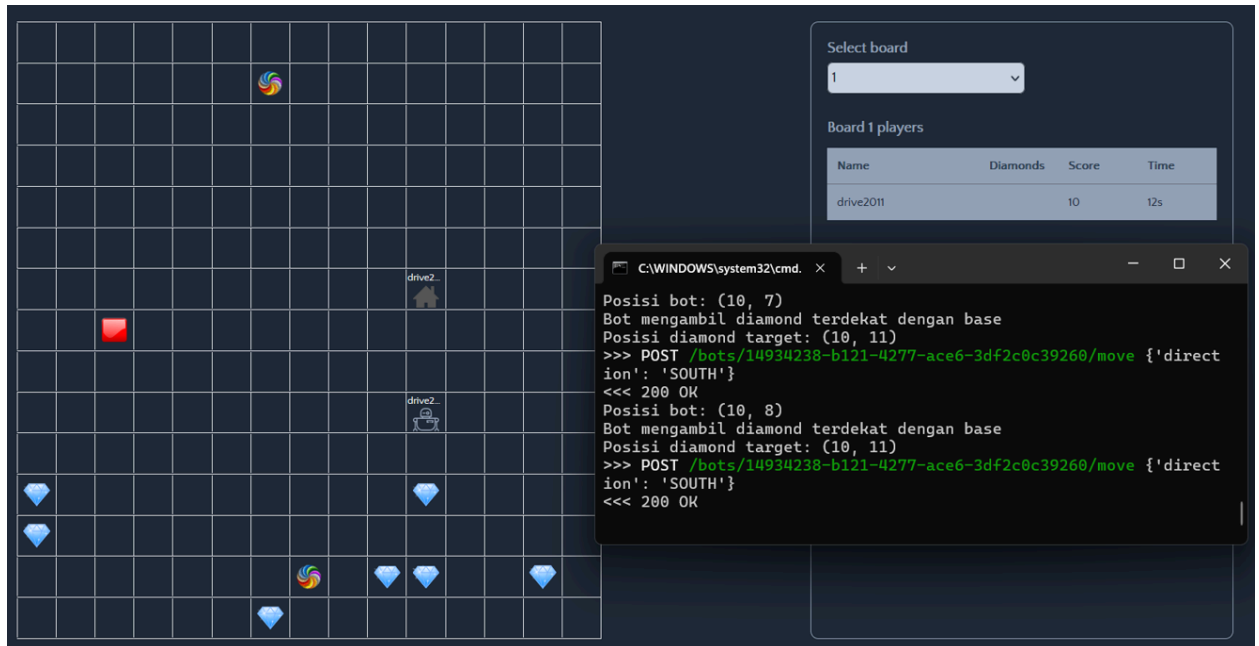 Select board
1
Board 1 players
Name Diamonds Score Time
drive2011 10 12s
drive2...
drive2...
C:\WINDOWS\system32\cmd.
Posisi bot: (10, 7)
Bot mengambil diamond terdekat dengan base
Posisi diamond target: (10, 11)
>>> POST /bots/14934238-b121-4277-ace6-3df2c0c39260/move {'direct
ion': 'SOUTH'}
<<< 200 OK
Posisi bot: (10, 8)
Bot mengambil diamond terdekat dengan base
Posisi diamond target: (10, 11)
>>> POST /bots/14934238-b121-4277-ace6-3df2c0c39260/move {'direct
ion': 'SOUTH'}
<<< 200 OK